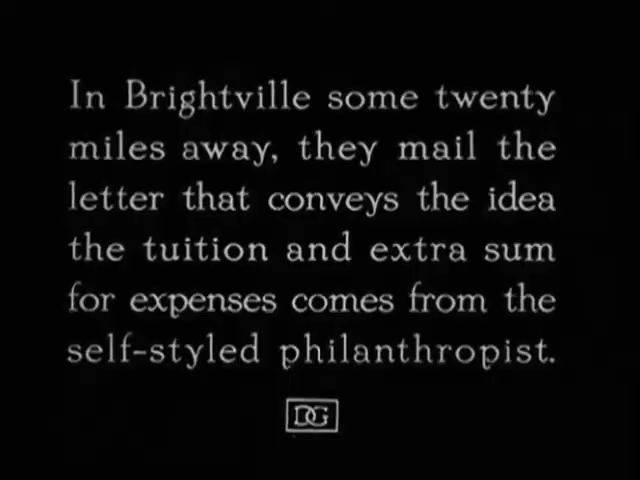 In Brightville some twenty
miles away, they mail the
letter that conveys the idea
the tuition and extra sum
for expenses comes from the
self-styled philanthropist.
DG